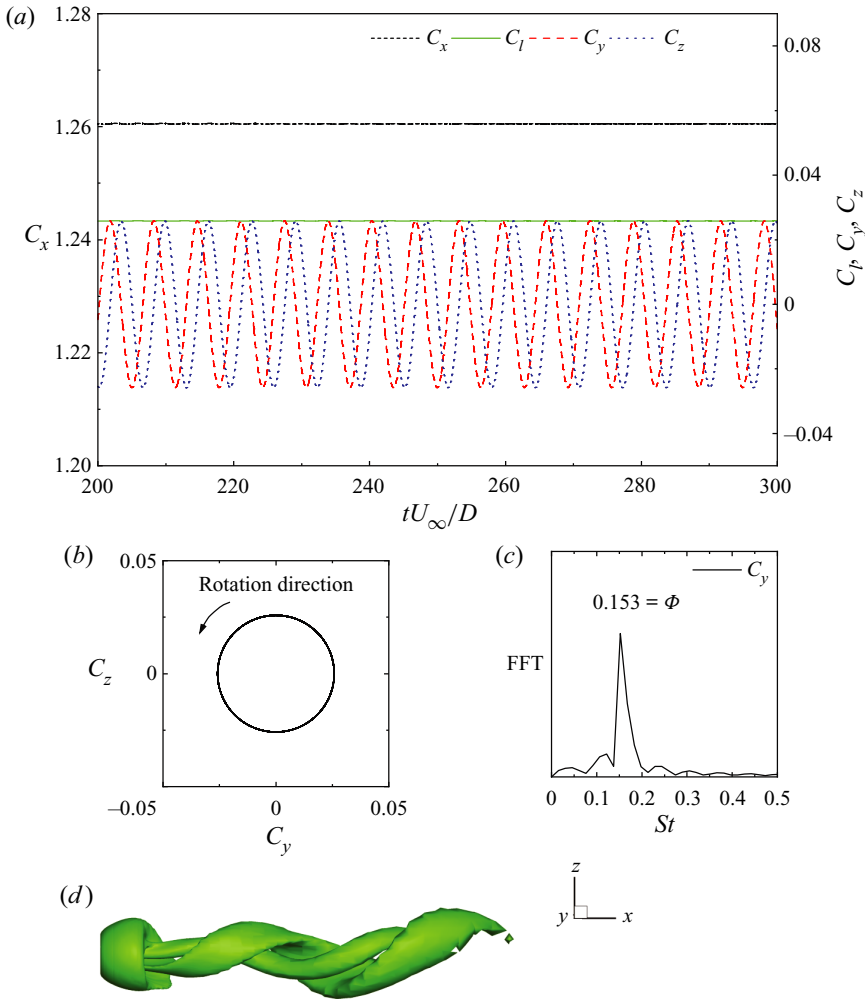 (a)
1.28
1.26
1.24
1.22
1.20
C_x
C_x C_l C_y C_z
0.08
0.04
0
−0.04
C_l, C_y, C_z
200 220 240 260 280 300
tU_∞/D
(b)
0.05
0
−0.05
C_z
Rotation direction
0 0.05
C_y
(c)
C_y
0.153 = Φ
FFT
0 0.1 0.2 0.3 0.4 0.5
St
(d)
z
y x